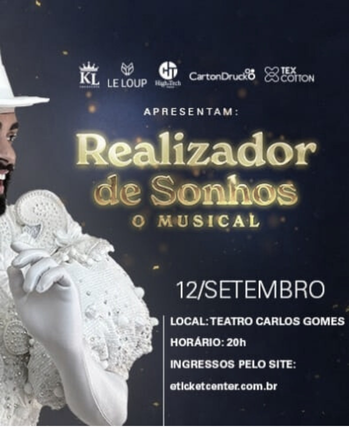 KL
LE LOUP
High Tech
CartonDruck
TEX COTTON
APRESENTAM:
Realizador
de Sonhos
O MUSICAL
12/SETEMBRO
LOCAL: TEATRO CARLOS GOMES
HORÁRIO: 20h
INGRESSOS PELO SITE:
eticketcenter.com.br